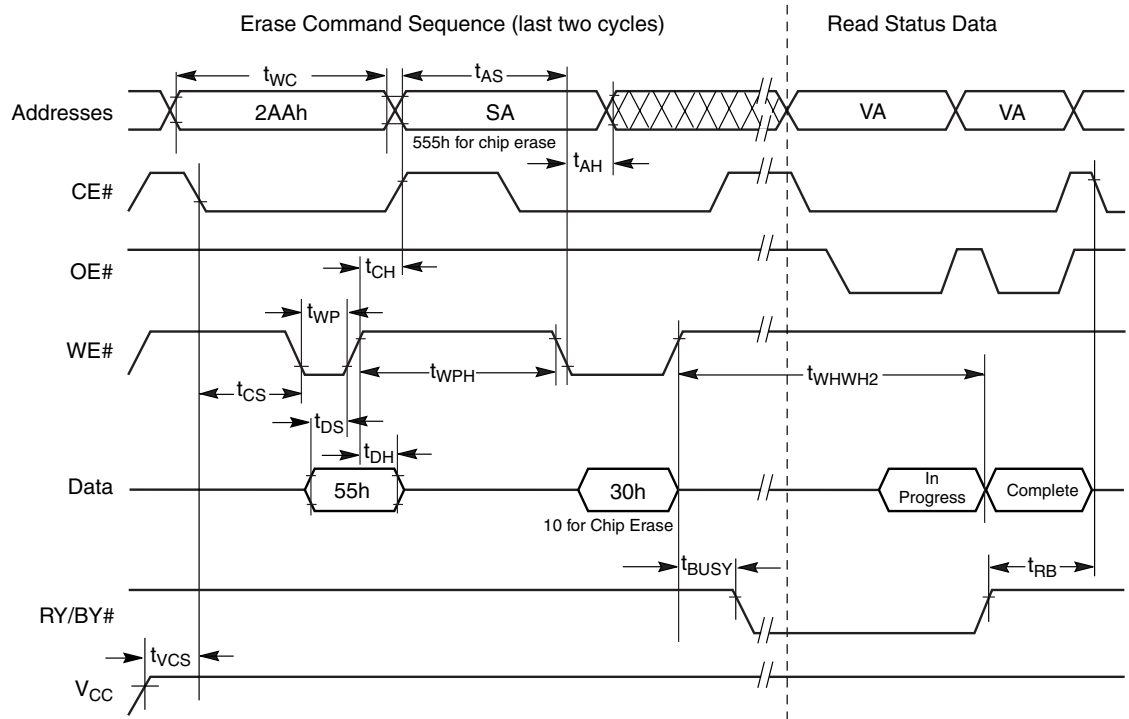 Erase Command Sequence (last two cycles)
Read Status Data
tWC
tAS
Addresses
2AAh
SA
VA
VA
555h for chip erase
tAH
CE#
OE#
tCH
tWP
WE#
tWPH
tWHWH2
tCS
tDS
tDH
Data
55h
30h
In
Progress
Complete
10 for Chip Erase
tBUSY
tRB
RY/BY#
tVCS
VCC